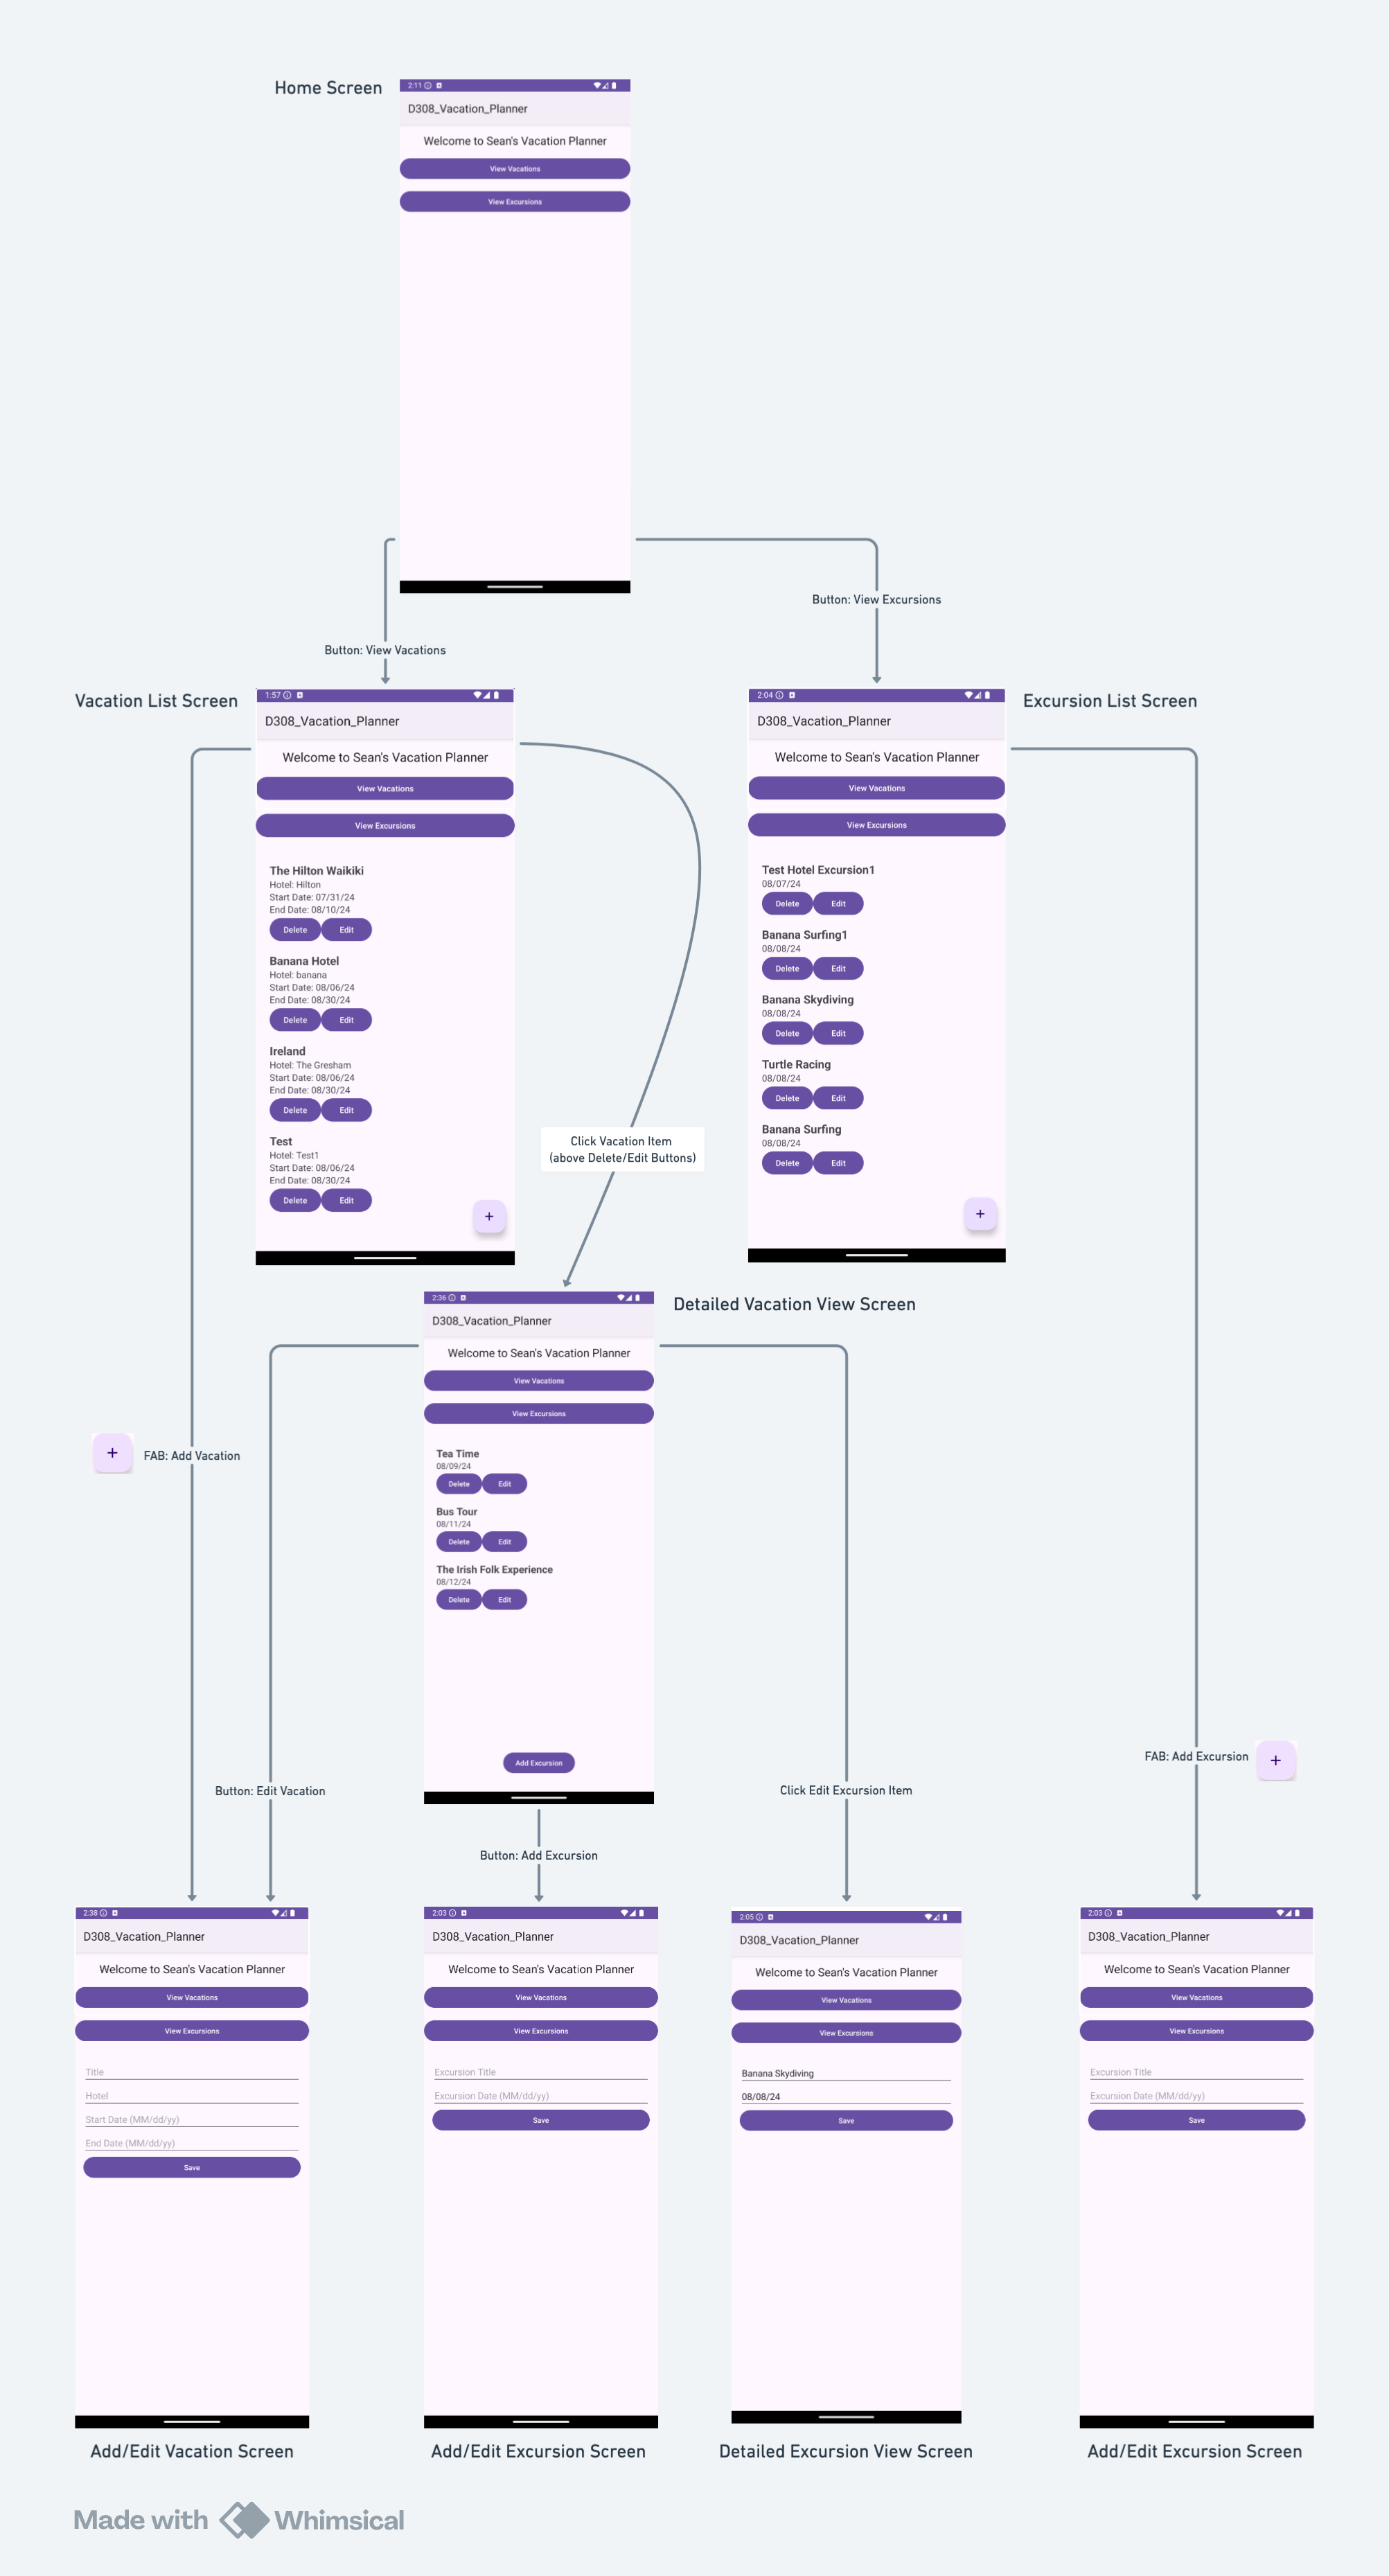 Home Screen
2:11
D308_Vacation_Planner
Welcome to Sean's Vacation Planner
View Vacations
View Excursions
Button: View Vacations
Button: View Excursions
Vacation List Screen
1:57
D308_Vacation_Planner
Welcome to Sean's Vacation Planner
View Vacations
View Excursions
The Hilton Waikiki
Hotel: Hilton
Start Date: 07/31/24
End Date: 08/10/24
Delete Edit
Banana Hotel
Hotel: banana
Start Date: 08/06/24
End Date: 08/30/24
Delete Edit
Ireland
Hotel: The Gresham
Start Date: 08/06/24
End Date: 08/30/24
Delete Edit
Test
Hotel: Test1
Start Date: 08/06/24
End Date: 08/30/24
Delete Edit
+
Excursion List Screen
2:04
D308_Vacation_Planner
Welcome to Sean's Vacation Planner
View Vacations
View Excursions
Test Hotel Excursion1
08/07/24
Delete Edit
Banana Surfing1
08/08/24
Delete Edit
Banana Skydiving
08/08/24
Delete Edit
Turtle Racing
08/08/24
Delete Edit
Banana Surfing
08/08/24
Delete Edit
+
Click Vacation Item
(above Delete/Edit Buttons)
Detailed Vacation View Screen
2:36
D308_Vacation_Planner
Welcome to Sean's Vacation Planner
View Vacations
View Excursions
Tea Time
08/09/24
Delete Edit
Bus Tour
08/11/24
Delete Edit
The Irish Folk Experience
08/12/24
Delete Edit
Add Excursion
+
FAB: Add Vacation
Button: Edit Vacation
Button: Add Excursion
Click Edit Excursion Item
FAB: Add Excursion
+
2:38
D308_Vacation_Planner
Welcome to Sean's Vacation Planner
View Vacations
View Excursions
Title
Hotel
Start Date (MM/dd/yy)
End Date (MM/dd/yy)
Save
Add/Edit Vacation Screen
2:03
D308_Vacation_Planner
Welcome to Sean's Vacation Planner
View Vacations
View Excursions
Excursion Title
Excursion Date (MM/dd/yy)
Save
Add/Edit Excursion Screen
2:05
D308_Vacation_Planner
Welcome to Sean's Vacation Planner
View Vacations
View Excursions
Banana Skydiving
08/08/24
Save
Detailed Excursion View Screen
2:03
D308_Vacation_Planner
Welcome to Sean's Vacation Planner
View Vacations
View Excursions
Excursion Title
Excursion Date (MM/dd/yy)
Save
Add/Edit Excursion Screen
Made with Whimsical